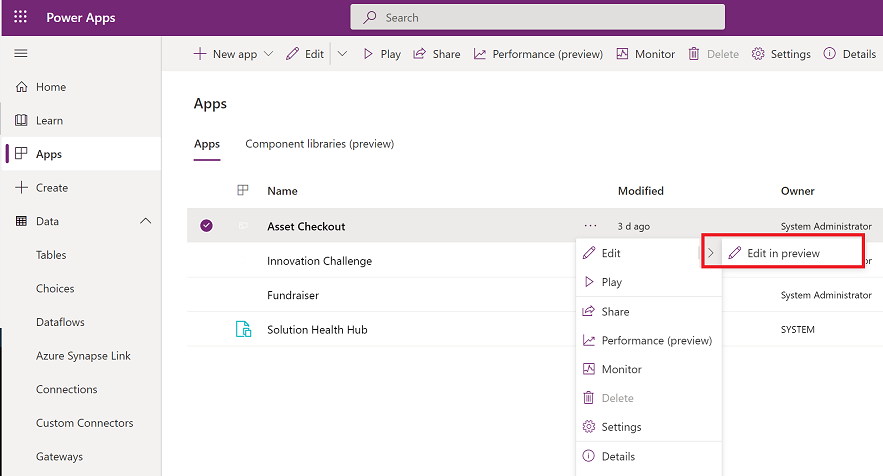 Power Apps
Search
New app Edit Play Share Performance (preview) Monitor Delete Settings Details
Home
Learn
Apps
Create
Data
Tables
Choices
Dataflows
Azure Synapse Link
Connections
Custom Connectors
Gateways
Apps
Apps Component libraries (preview)
Name Modified Owner
Asset Checkout ... 3 d ago System Administrator
Innovation Challenge
Fundraiser System Administrator
Solution Health Hub SYSTEM
Edit
Edit in preview
Play
Share
Performance (preview)
Monitor
Delete
Settings
Details